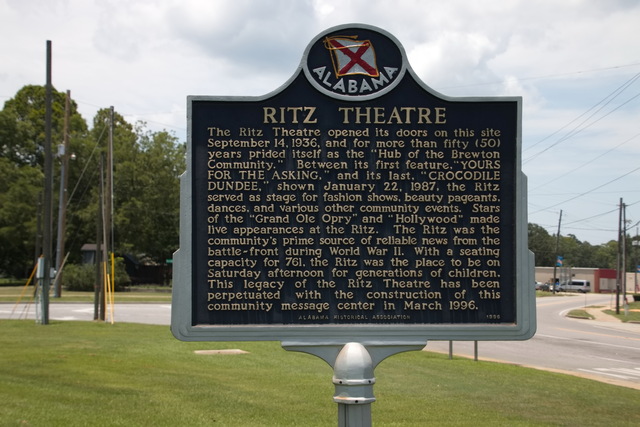 ALABAMA
RITZ THEATRE
The Ritz Theatre opened its doors on this site
September 14, 1936, and for more than fifty (50)
years prided itself as the "Hub of the Brewton
Community." Between its first feature, "YOURS
FOR THE ASKING," and its last, "CROCODILE
DUNDEE," shown January 22, 1987, the Ritz
served as stage for fashion shows, beauty pageants,
dances, and various other community events. Stars
of the "Grand Ole Opry" and "Hollywood" made
live appearances at the Ritz. The Ritz was the
community's prime source of reliable news from the
battle-front during World War II. With a seating
capacity for 761, the Ritz was the place to be on
Saturday afternoon for generations of children.
This legacy of the Ritz Theatre has been
perpetuated with the construction of this
community message center in March 1996.
ALABAMA HISTORICAL ASSOCIATION 1996